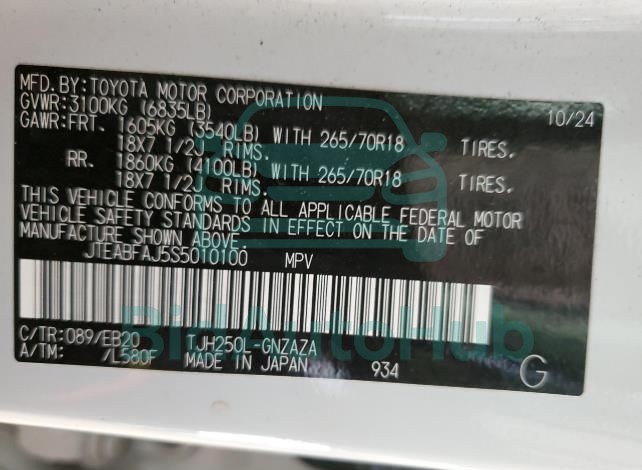 MFD.BY:TOYOTA MOTOR CORPORATION 10/24
GVWR:3100KG (6835LB)
GAWR:FRT. 1605KG (3540LB) WITH 265/70R18 TIRES.
18X7 1/2J RIMS.
RR. 1860KG (4100LB) WITH 265/70R18 TIRES.
18X7 1/2J RIMS.
THIS VEHICLE CONFORMS TO ALL APPLICABLE FEDERAL MOTOR
VEHICLE SAFETY STANDARDS IN EFFECT ON THE DATE OF
MANUFACTURE SHOWN ABOVE.
JTEABFAJ5S5010100 MPV
BidAutoHub
C/TR:089/EB20 TJH250L-GNZAZA
A/TM: /L580F MADE IN JAPAN 934 G